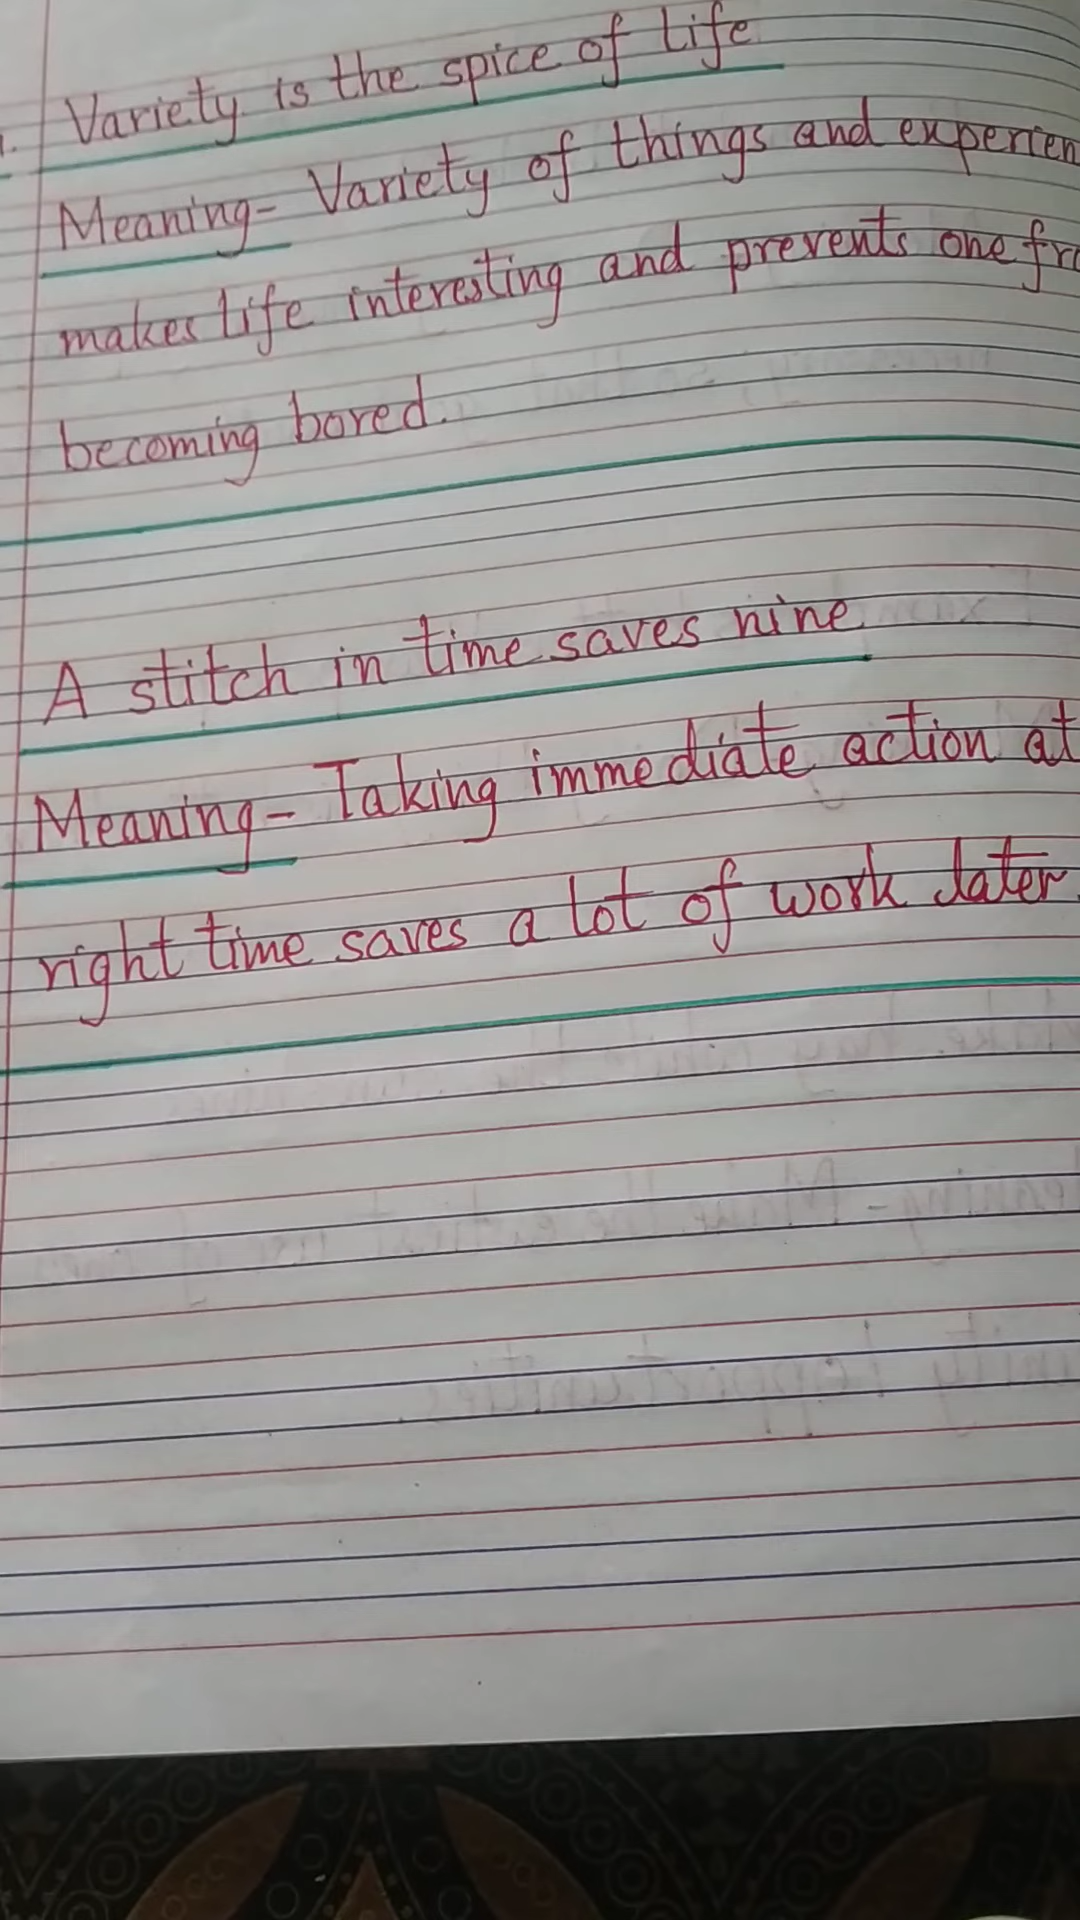 Variety is the spice of life
Meaning- Variety of things and experien
makes life interesting and prevents one fro
becoming bored.
A stitch in time saves nine
Meaning- Taking immediate action at
right time saves a lot of work later.